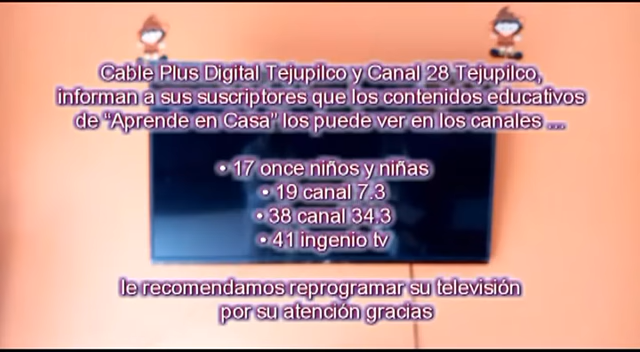 Cable Plus Digital Tejupilco y Canal 28 Tejupilco,
informan a sus suscriptores que los contenidos educativos
de “Aprende en Casa” los puede ver en los canales ...
• 17 once niños y niñas
• 19 canal 7.3
• 38 canal 34.3
• 41 ingenio tv
le recomendamos reprogramar su televisión
por su atención gracias